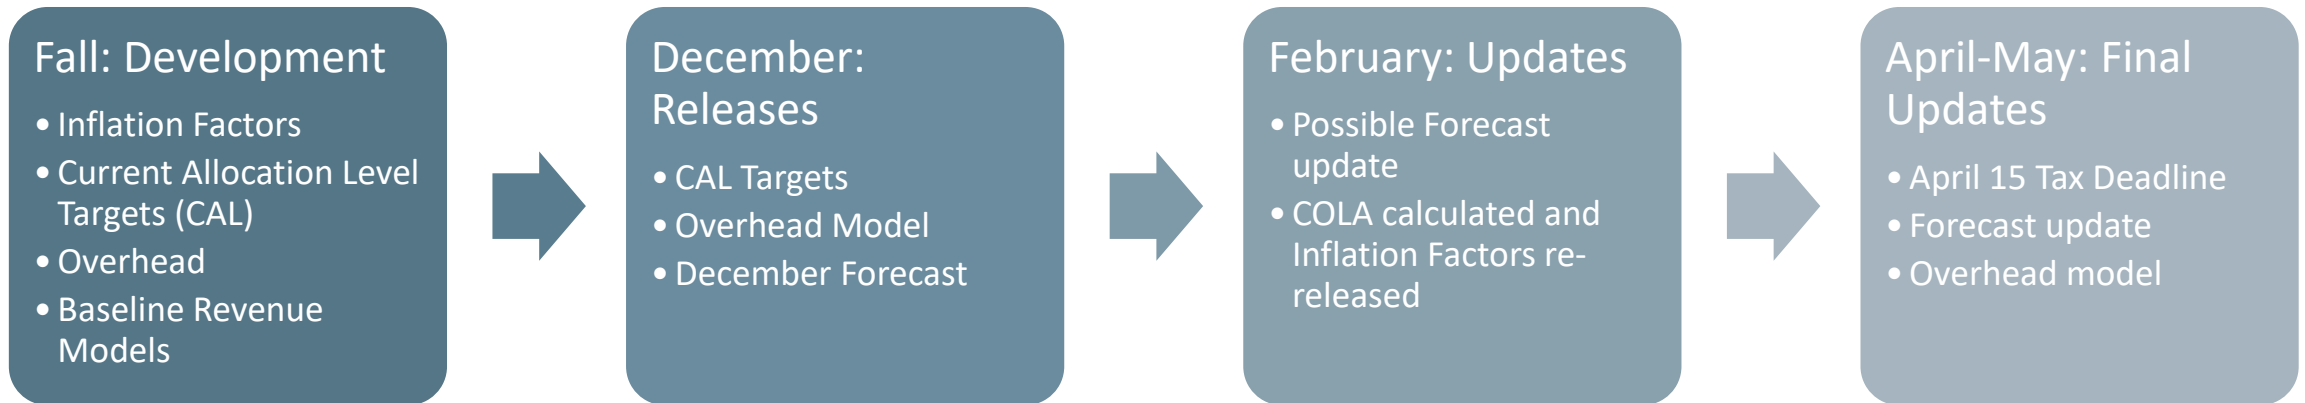 Fall: Development
• Inflation Factors
• Current Allocation Level
Targets (CAL)
• Overhead
• Baseline Revenue
Models
December:
Releases
• CAL Targets
• Overhead Model
• December Forecast
February: Updates
• Possible Forecast
update
• COLA calculated and
Inflation Factors re-
released
April-May: Final
Updates
• April 15 Tax Deadline
• Forecast update
• Overhead model